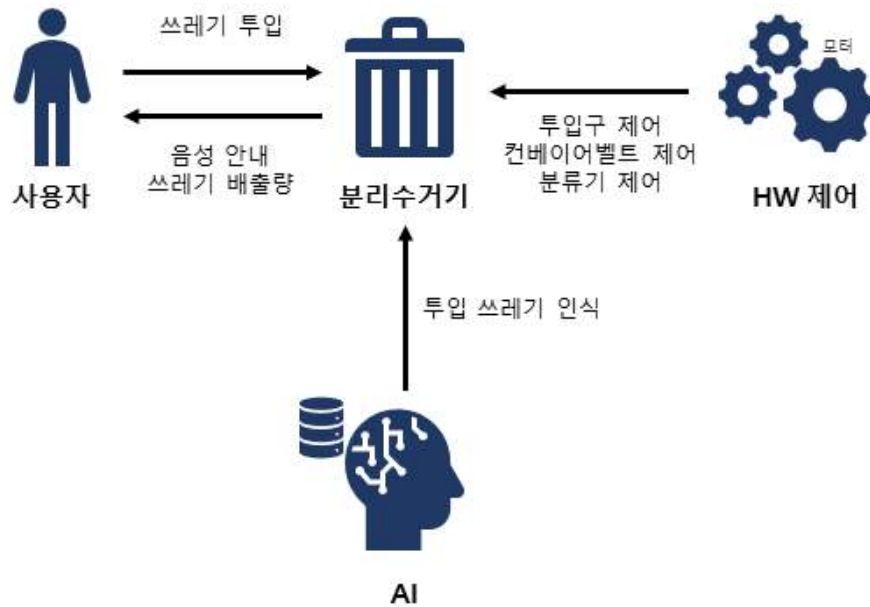 쓰레기 투입
음성 안내
쓰레기 배출량
사용자
분리수거기
모터
투입구 제어
컨베이어벨트 제어
분류기 제어
HW 제어
투입 쓰레기 인식
AI